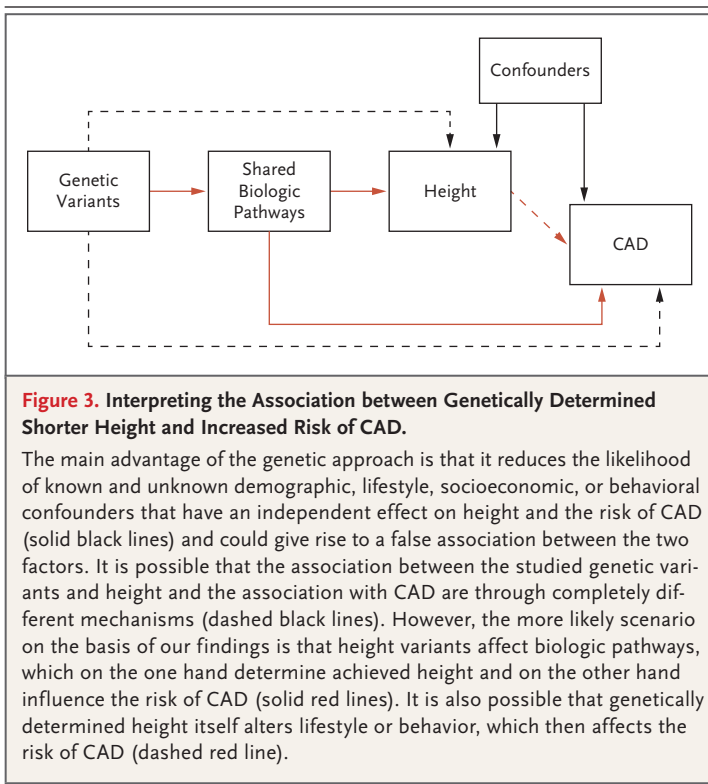 Confounders
Genetic
Variants
Shared
Biologic
Pathways
Height
CAD
Figure 3. Interpreting the Association between Genetically Determined
Shorter Height and Increased Risk of CAD.
The main advantage of the genetic approach is that it reduces the likelihood
of known and unknown demographic, lifestyle, socioeconomic, or behavioral
confounders that have an independent effect on height and the risk of CAD
(solid black lines) and could give rise to a false association between the two
factors. It is possible that the association between the studied genetic vari-
ants and height and the association with CAD are through completely dif-
ferent mechanisms (dashed black lines). However, the more likely scenario
on the basis of our findings is that height variants affect biologic pathways,
which on the one hand determine achieved height and on the other hand
influence the risk of CAD (solid red lines). It is also possible that genetically
determined height itself alters lifestyle or behavior, which then affects the
risk of CAD (dashed red line).